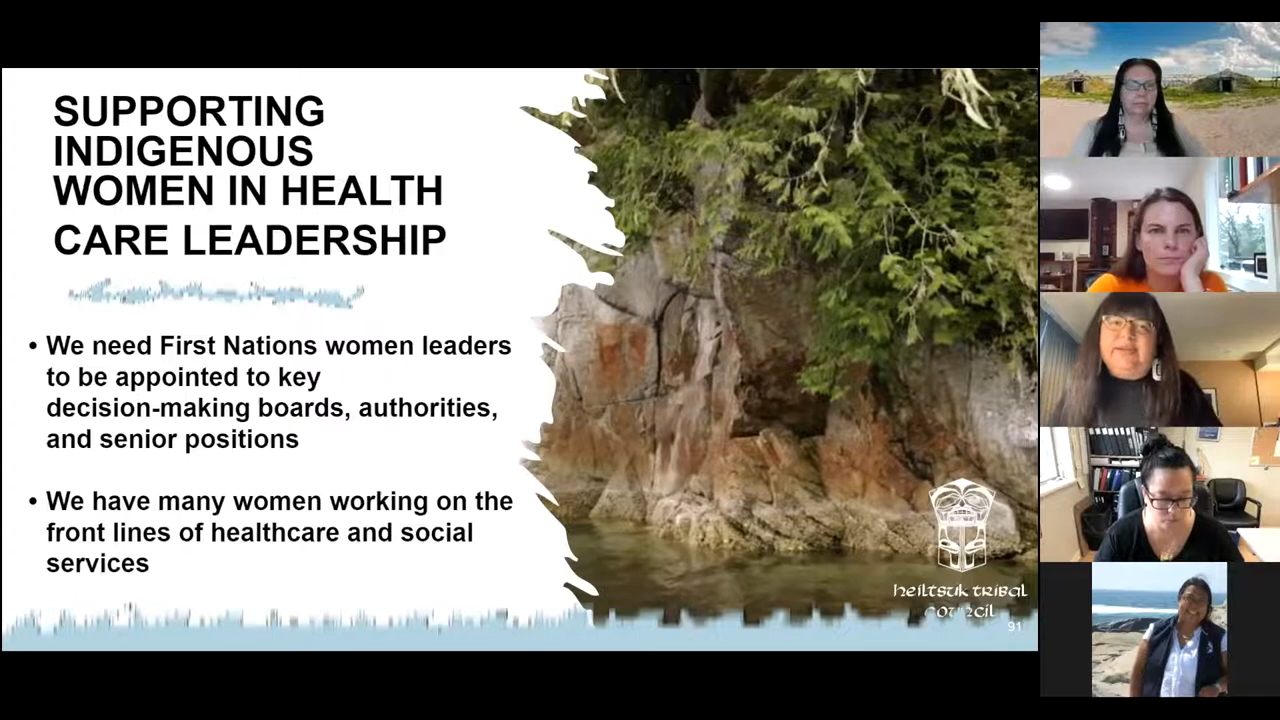 SUPPORTING
INDIGENOUS
WOMEN IN HEALTH
CARE LEADERSHIP
• We need First Nations women leaders
to be appointed to key
decision-making boards, authorities,
and senior positions
• We have many women working on the
front lines of healthcare and social
services
HEILTSUK TRIBAL
COUNCIL
91